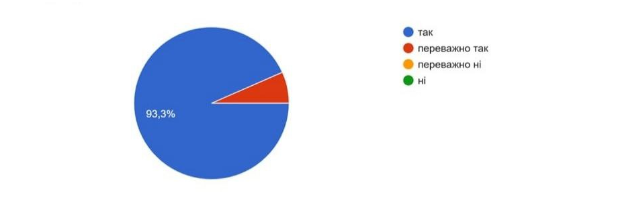 93,3%
так
переважно так
переважно ні
ні